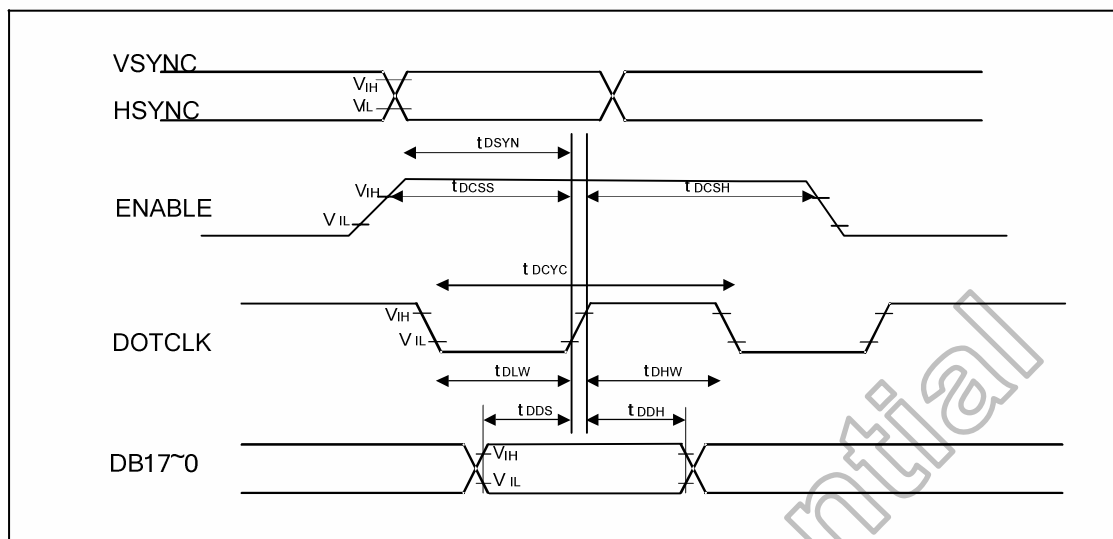 VSYNC
VIH
VIL
HSYNC
tDSYN
VIH
tDCSS
tDCSH
ENABLE
VIL
tDCYC
VIH
DOTCLK
VIL
tDLW
tDHW
tDDS
tDDH
VIH
DB17~0
VIL
ntial